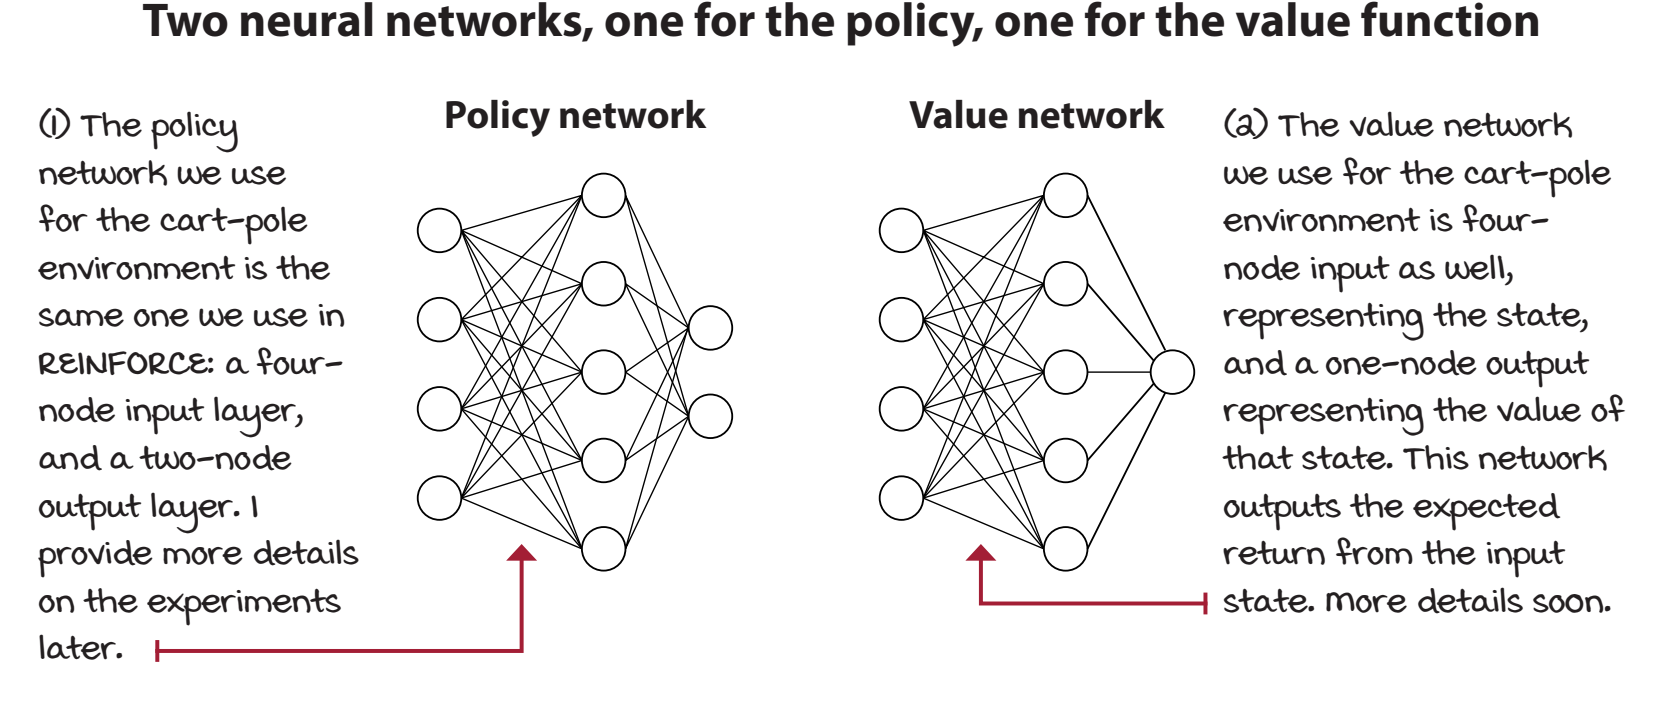 Two neural networks, one for the policy, one for the value function
Policy network
Value network
(1) The policy
network we use
for the cart-pole
environment is the
same one we use in
REINFORCE: a four-
node input layer,
and a two-node
output layer. I
provide more details
on the experiments
later.
(2) The value network
we use for the cart-pole
environment is four-
node input as well,
representing the state,
and a one-node output
representing the value of
that state. This network
outputs the expected
return from the input
state. More details soon.